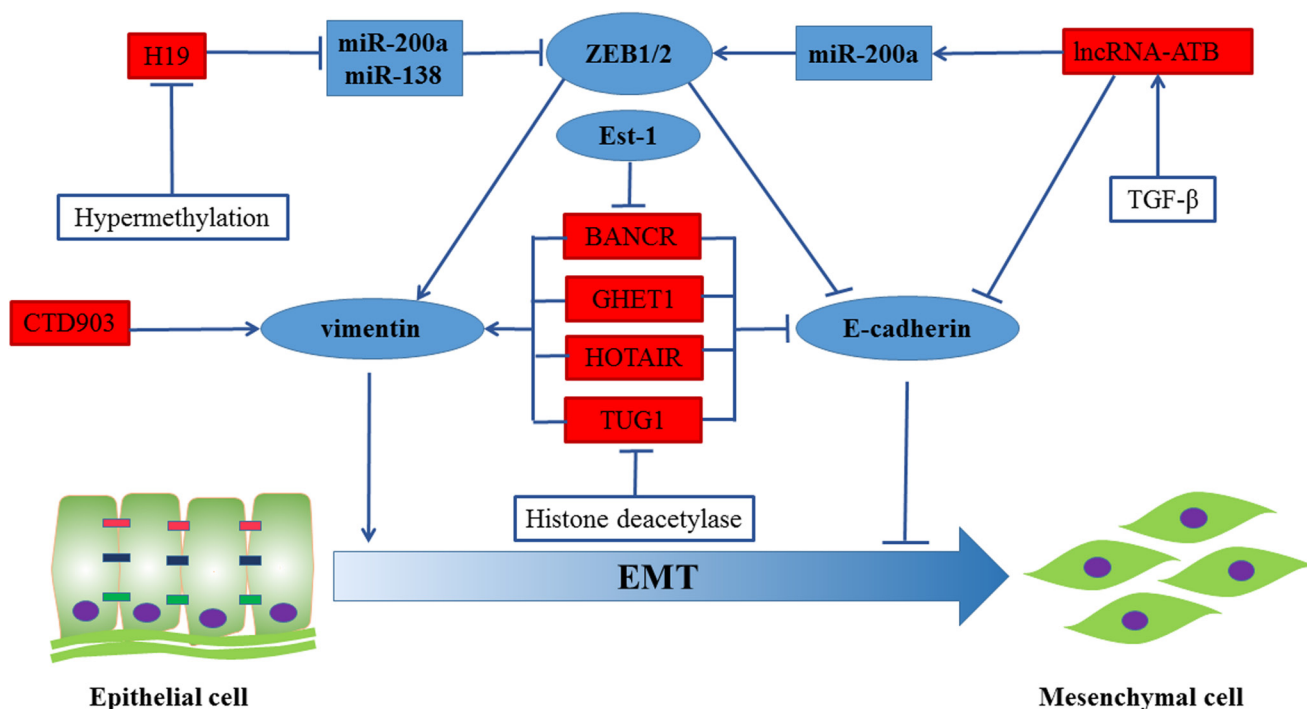 H19
miR-200a
miR-138
ZEB1/2
miR-200a
lncRNA-ATB
Est-1
Hypermethylation
TGF-β
BANCR
GHET1
CTD903
vimentin
E-cadherin
HOTAIR
TUG1
Histone deacetylase
EMT
Epithelial cell
Mesenchymal cell